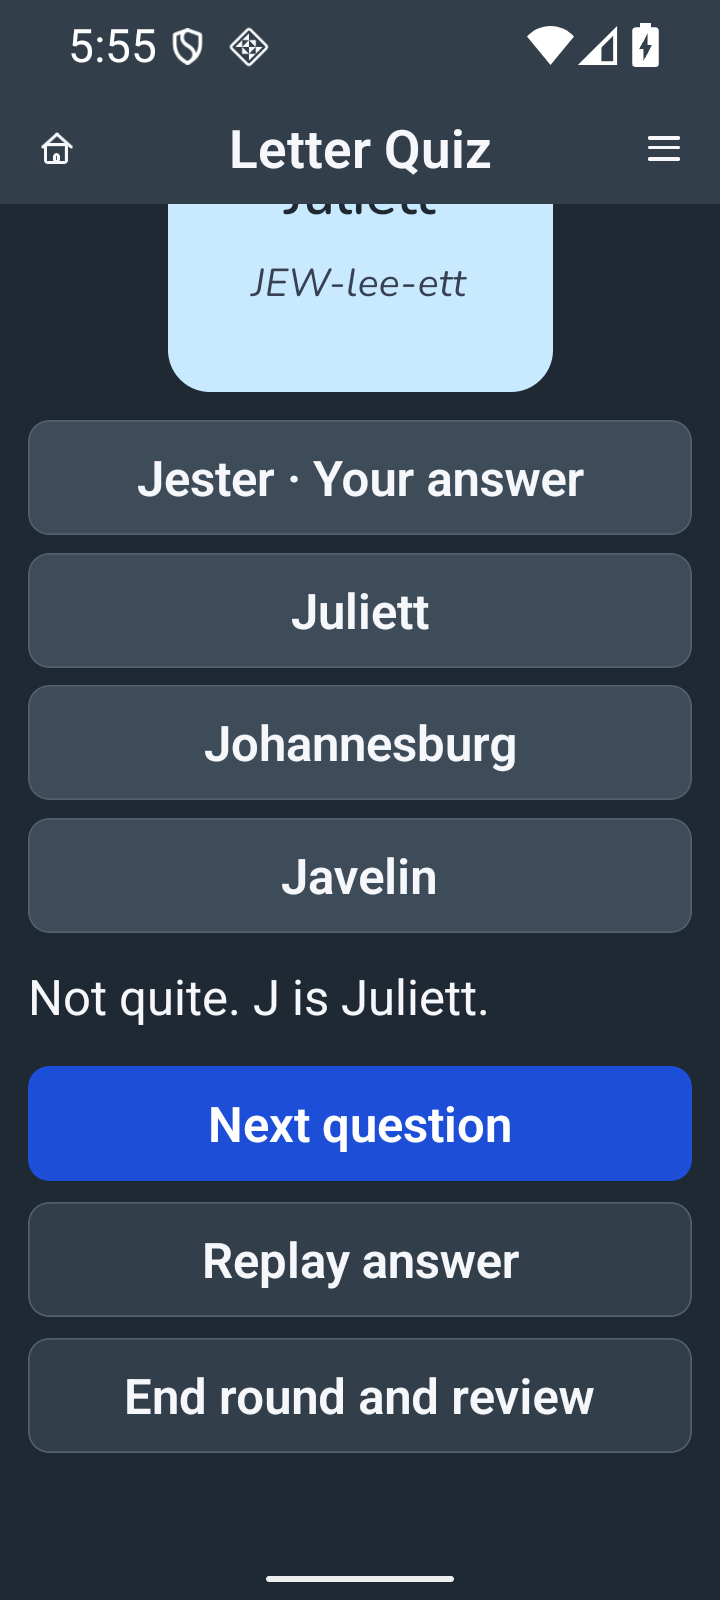 5:55
Letter Quiz
Juliett
JEW-lee-ett
Jester · Your answer
Juliett
Johannesburg
Javelin
Not quite. J is Juliett.
Next question
Replay answer
End round and review